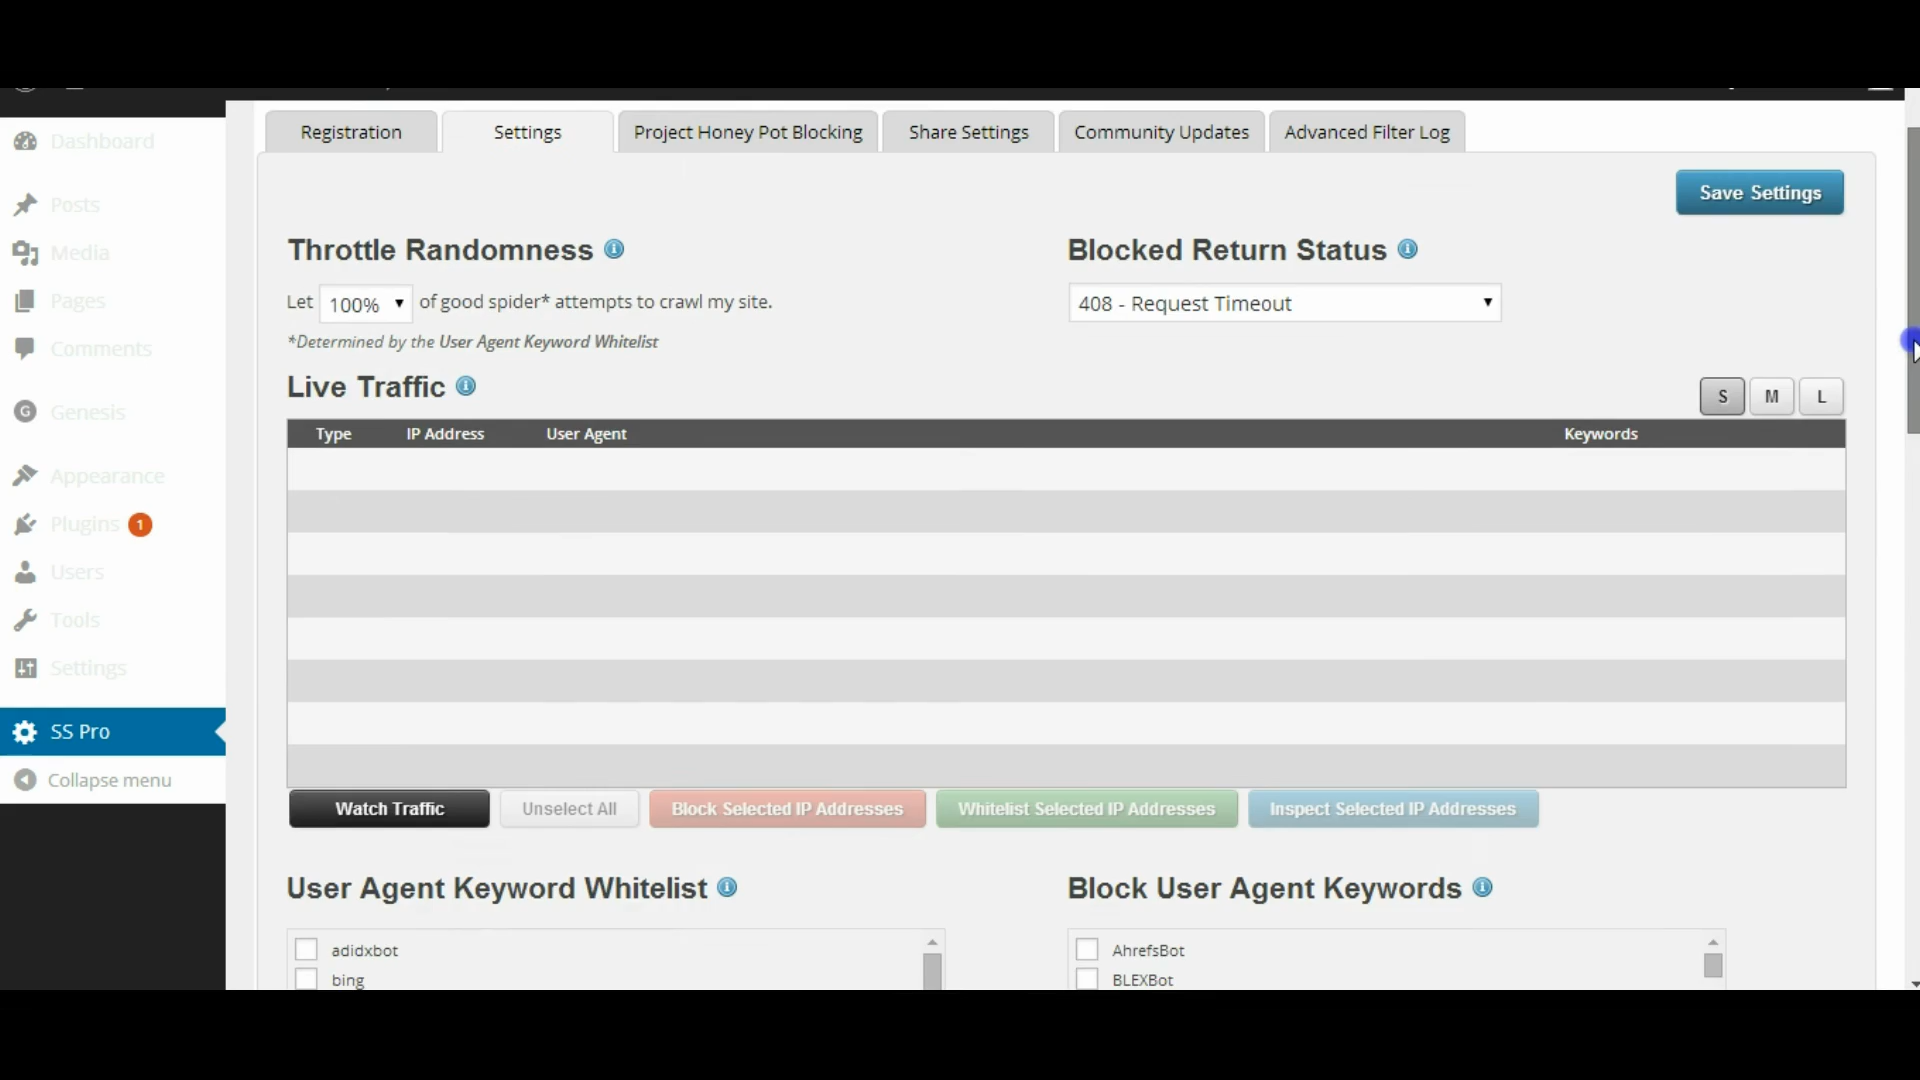 Registration
Settings
Project Honey Pot Blocking
Share Settings
Community Updates
Advanced Filter Log
Dashboard
Posts
Media
Pages
Comments
Genesis
Appearance
Plugins 1
Users
Tools
Settings
SS Pro
Collapse menu
Save Settings
Throttle Randomness
Let 100% of good spider* attempts to crawl my site.
*Determined by the User Agent Keyword Whitelist
Blocked Return Status
408 - Request Timeout
Live Traffic
S M L
Type IP Address User Agent Keywords
Watch Traffic
Unselect All
Block Selected IP Addresses
Whitelist Selected IP Addresses
Inspect Selected IP Addresses
User Agent Keyword Whitelist
adidxbot
bing
Block User Agent Keywords
AhrefsBot
BLEXBot